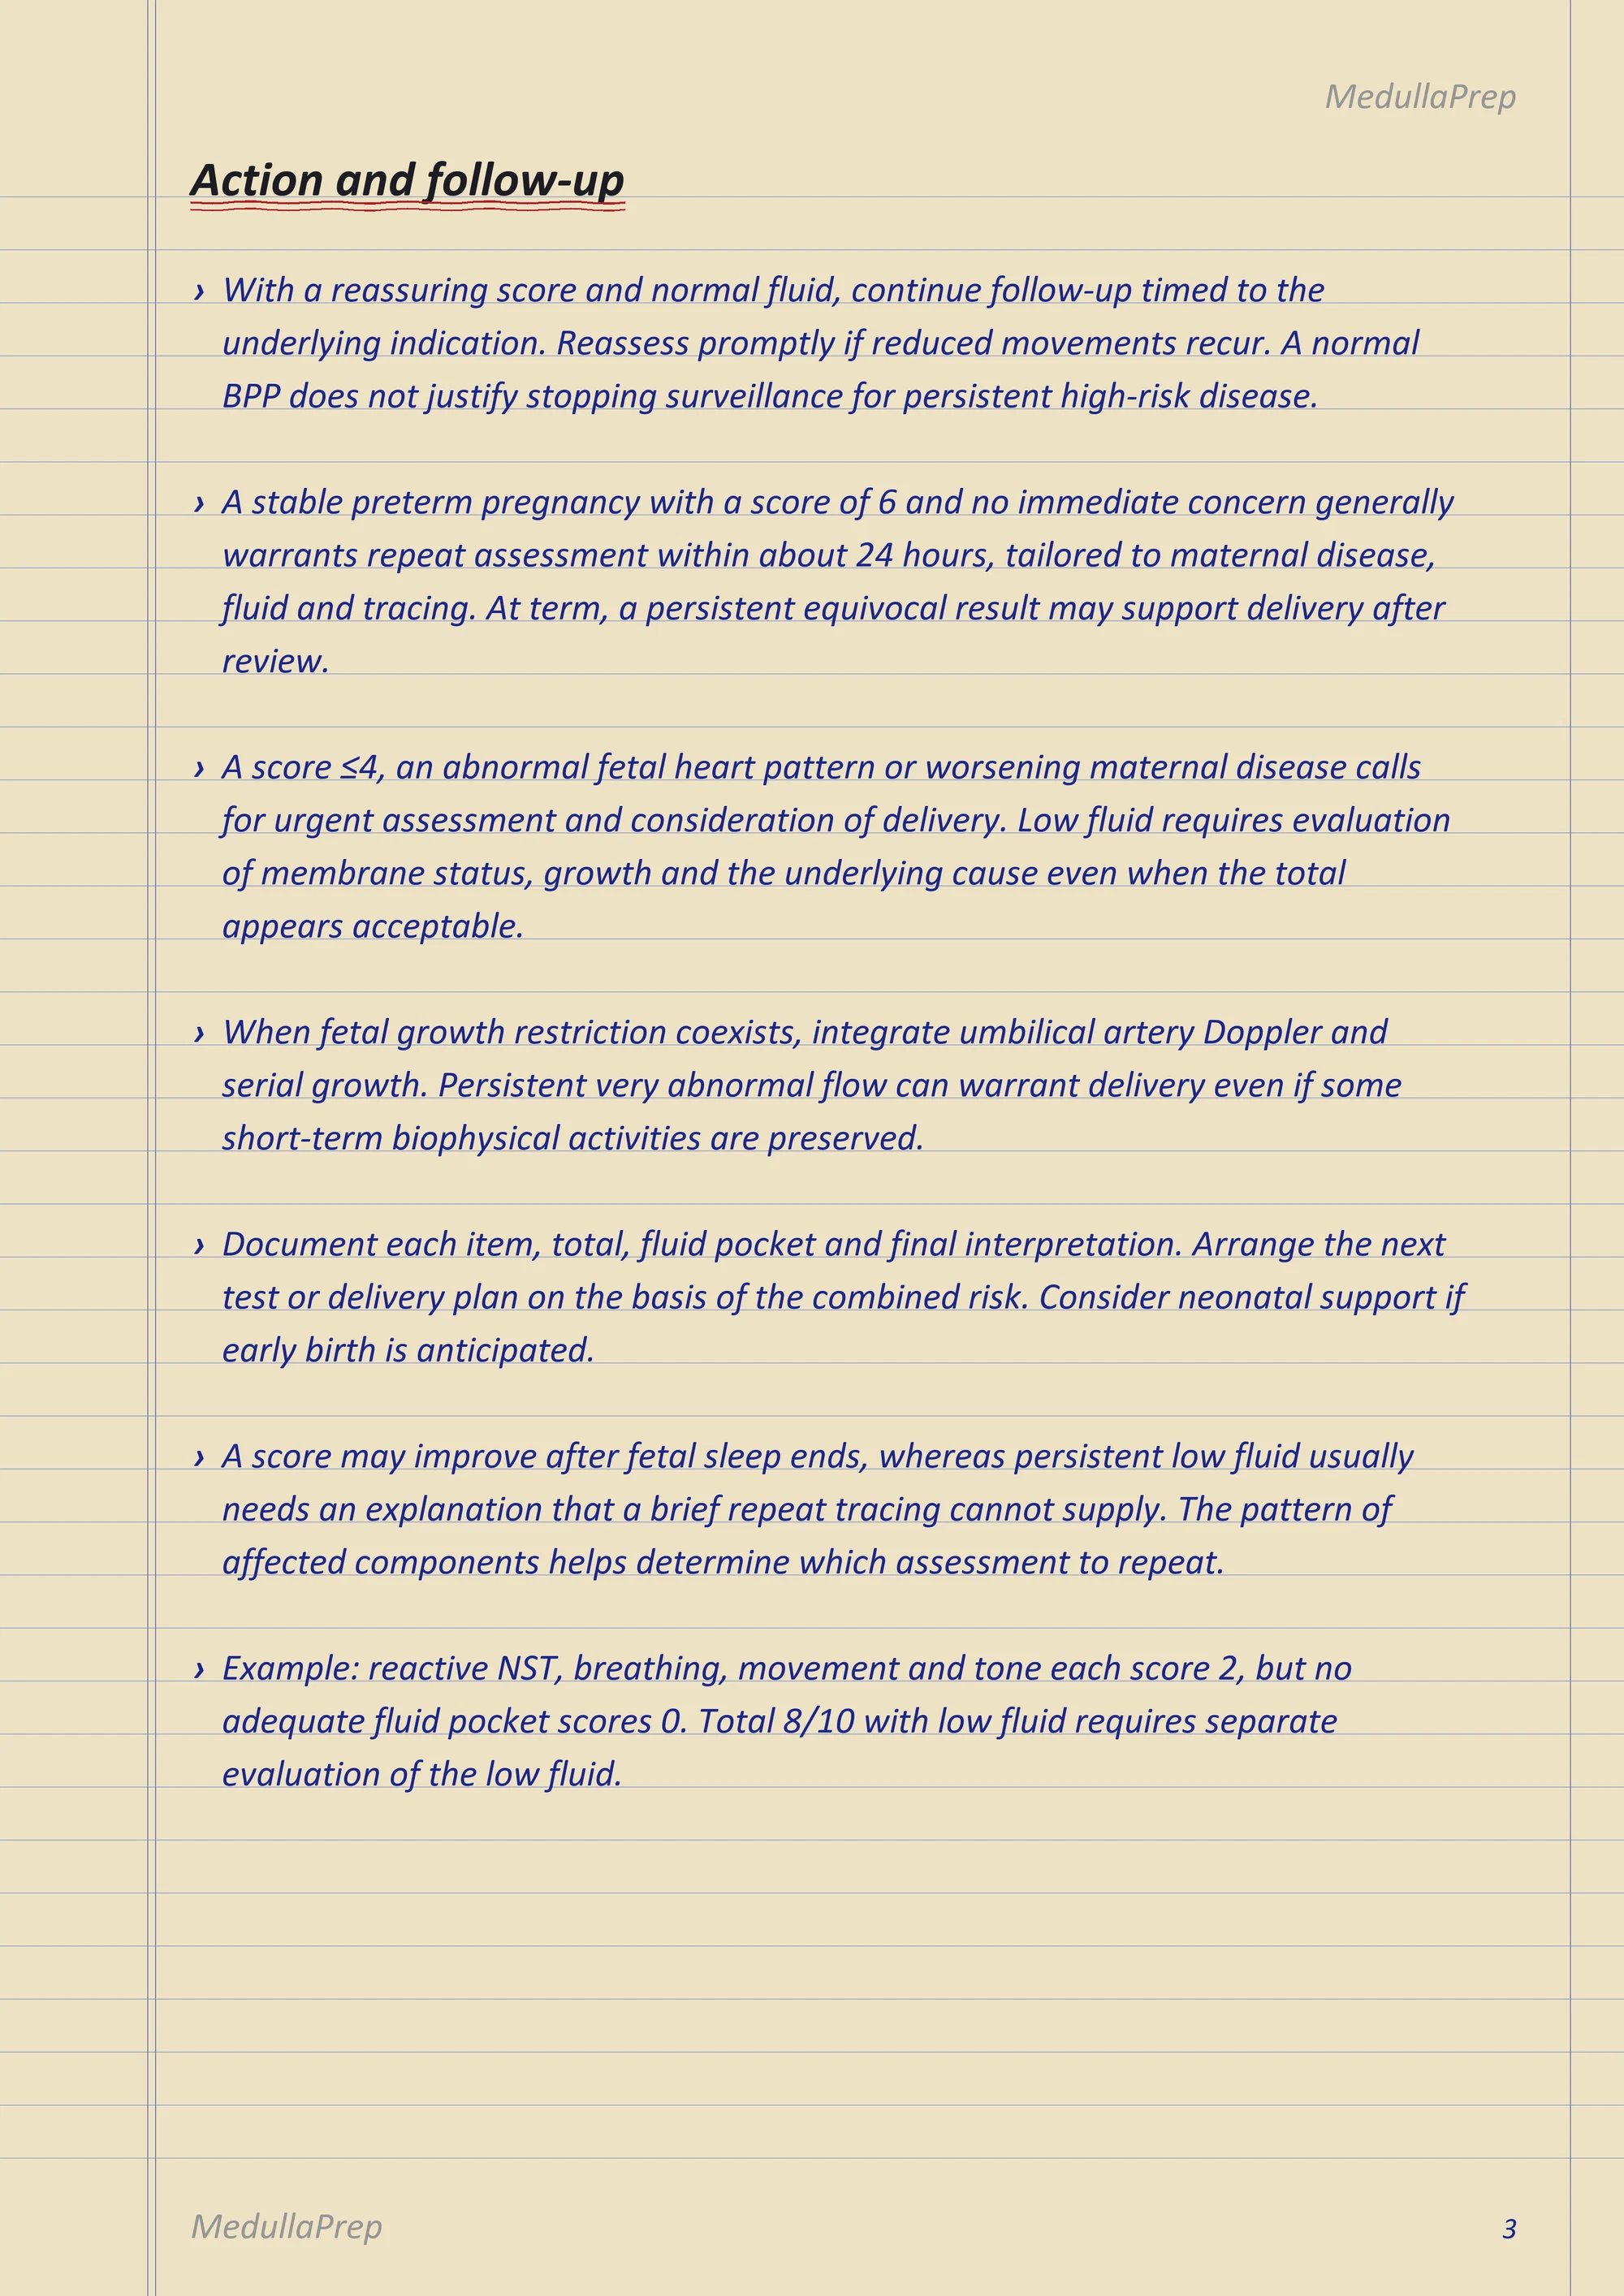 MedullaPrep
Action and follow-up
› With a reassuring score and normal fluid, continue follow-up timed to the
underlying indication. Reassess promptly if reduced movements recur. A normal
BPP does not justify stopping surveillance for persistent high-risk disease.
› A stable preterm pregnancy with a score of 6 and no immediate concern generally
warrants repeat assessment within about 24 hours, tailored to maternal disease,
fluid and tracing. At term, a persistent equivocal result may support delivery after
review.
› A score ≤4, an abnormal fetal heart pattern or worsening maternal disease calls
for urgent assessment and consideration of delivery. Low fluid requires evaluation
of membrane status, growth and the underlying cause even when the total
appears acceptable.
› When fetal growth restriction coexists, integrate umbilical artery Doppler and
serial growth. Persistent very abnormal flow can warrant delivery even if some
short-term biophysical activities are preserved.
› Document each item, total, fluid pocket and final interpretation. Arrange the next
test or delivery plan on the basis of the combined risk. Consider neonatal support if
early birth is anticipated.
› A score may improve after fetal sleep ends, whereas persistent low fluid usually
needs an explanation that a brief repeat tracing cannot supply. The pattern of
affected components helps determine which assessment to repeat.
› Example: reactive NST, breathing, movement and tone each score 2, but no
adequate fluid pocket scores 0. Total 8/10 with low fluid requires separate
evaluation of the low fluid.
MedullaPrep
3